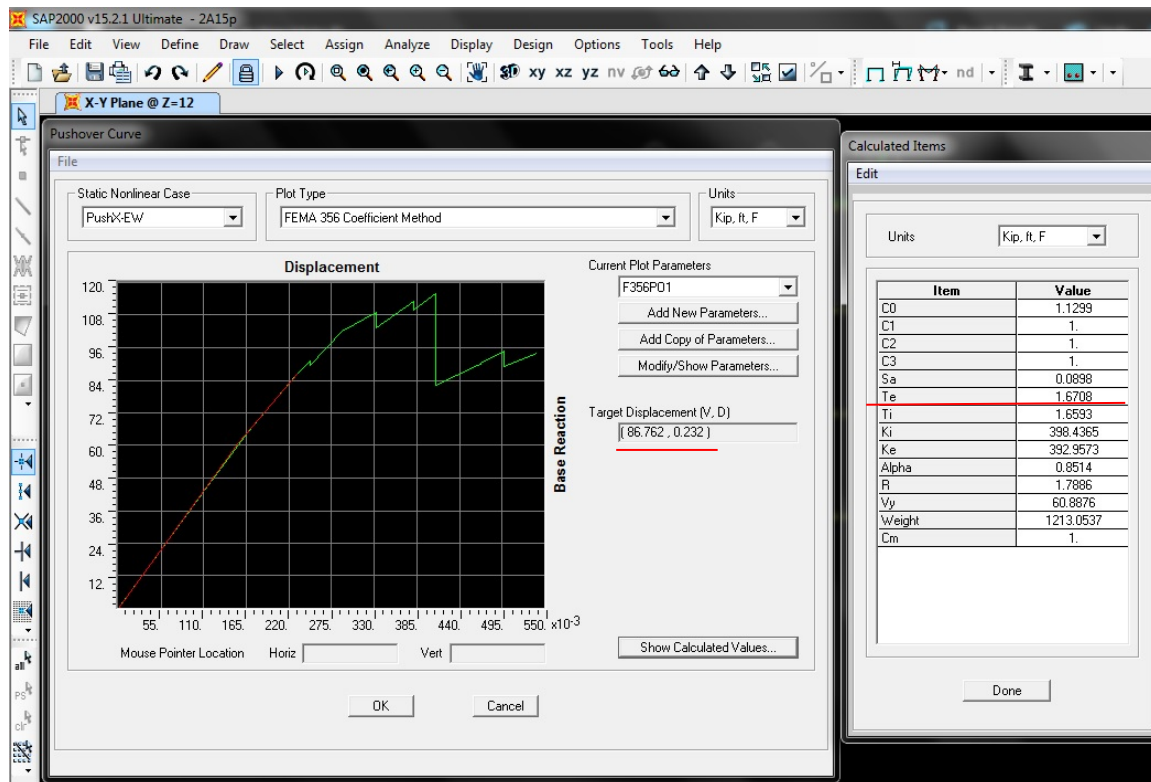 SAP2000 v15.2.1 Ultimate - 2A15p
File Edit View Define Draw Select Assign Analyze Display Design Options Tools Help
3D xy xz yz nv nd
X-Y Plane @ Z=12
Pushover Curve
File
Static Nonlinear Case
PushX-EW
Plot Type
FEMA 356 Coefficient Method
Units
Kip, ft, F
Displacement
120.
108.
96.
84.
72.
60.
48.
36.
24.
12.
55. 110. 165. 220. 275. 330. 385. 440. 495. 550. x10-3
Base Reaction
Mouse Pointer Location Horiz Vert
Current Plot Parameters
F356PO1
Add New Parameters...
Add Copy of Parameters...
Modify/Show Parameters...
Target Displacement (V, D)
( 86.762 , 0.232 )
Show Calculated Values...
OK Cancel
Calculated Items
Edit
Units Kip, ft, F
Item Value
C0 1.1299
C1 1.
C2 1.
C3 1.
Sa 0.0898
Te 1.6708
Ti 1.6593
Ki 398.4365
Ke 392.9573
Alpha 0.8514
R 1.7886
Vy 60.8876
Weight 1213.0537
Cm 1.
Done
all
PS
clr